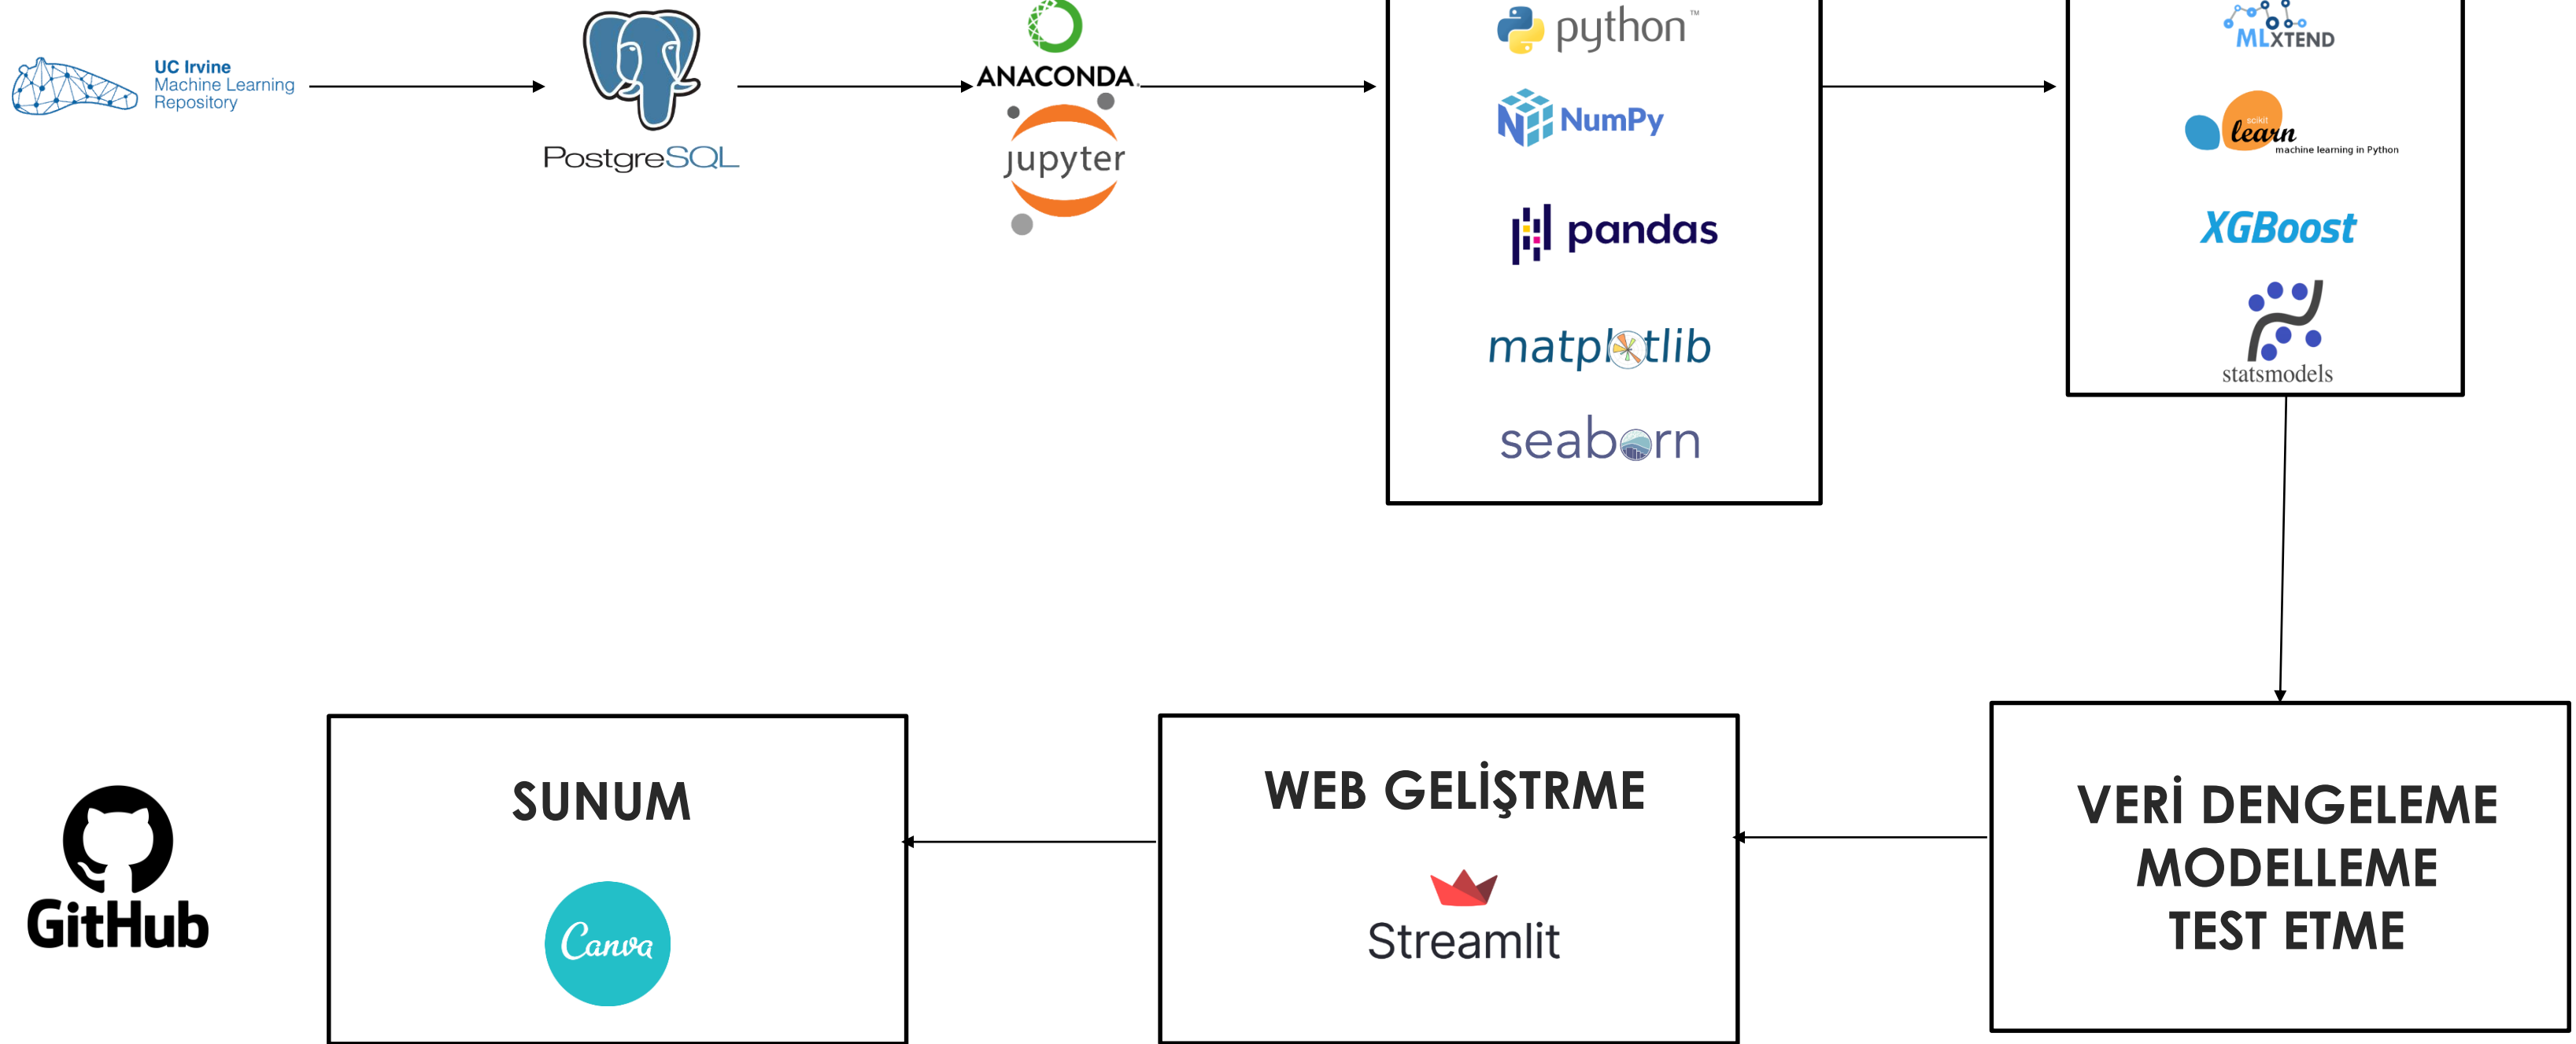 UC Irvine
Machine Learning
Repository
PostgreSQL
ANACONDA.
jupyter
python™
NumPy
pandas
matplotlib
seaborn
MLXTEND
scikit
learn
machine learning in Python
XGBoost
statsmodels
GitHub
SUNUM
Canva
WEB GELİŞTRME
Streamlit
VERİ DENGELEME
MODELLEME
TEST ETME